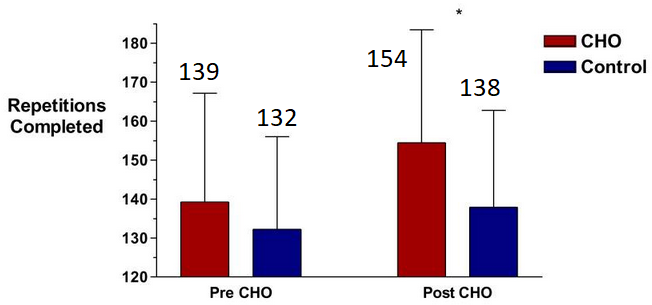 *
CHO
Control
Repetitions
Completed
180
170
160
150
140
130
120
139
132
154
138
Pre CHO
Post CHO